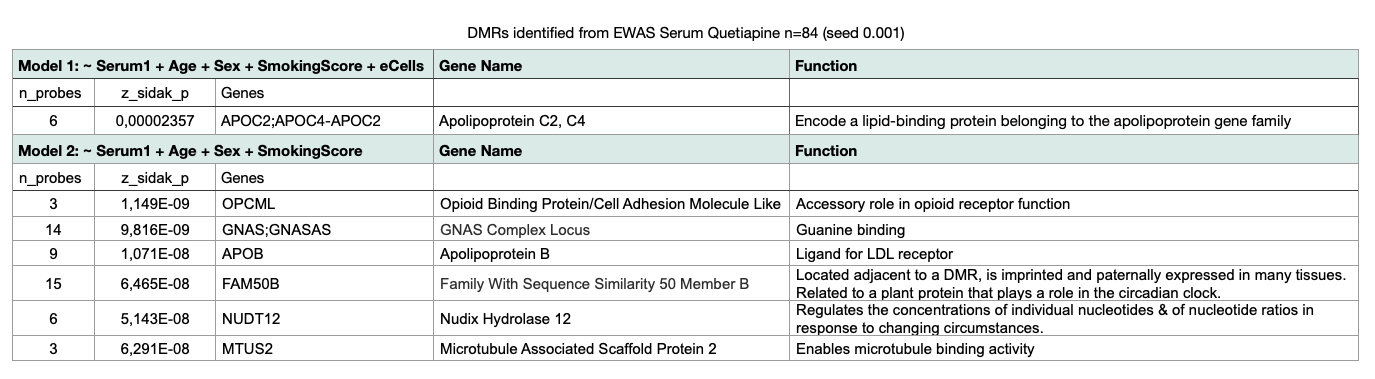 DMRs identified from EWAS Serum Quetiapine n=84 (seed 0.001)
Model 1: ~ Serum1 + Age + Sex + SmokingScore + eCells Gene Name Function
n_probes z_sidak_p Genes
6 0,00002357 APOC2;APOC4-APOC2 Apolipoprotein C2, C4 Encode a lipid-binding protein belonging to the apolipoprotein gene family
Model 2: ~ Serum1 + Age + Sex + SmokingScore Gene Name Function
n_probes z_sidak_p Genes
3 1,149E-09 OPCML Opioid Binding Protein/Cell Adhesion Molecule Like Accessory role in opioid receptor function
14 9,816E-09 GNAS;GNASAS GNAS Complex Locus Guanine binding
9 1,071E-08 APOB Apolipoprotein B Ligand for LDL receptor
15 6,465E-08 FAM50B Family With Sequence Similarity 50 Member B Located adjacent to a DMR, is imprinted and paternally expressed in many tissues.
Related to a plant protein that plays a role in the circadian clock.
6 5,143E-08 NUDT12 Nudix Hydrolase 12 Regulates the concentrations of individual nucleotides & of nucleotide ratios in
response to changing circumstances.
3 6,291E-08 MTUS2 Microtubule Associated Scaffold Protein 2 Enables microtubule binding activity